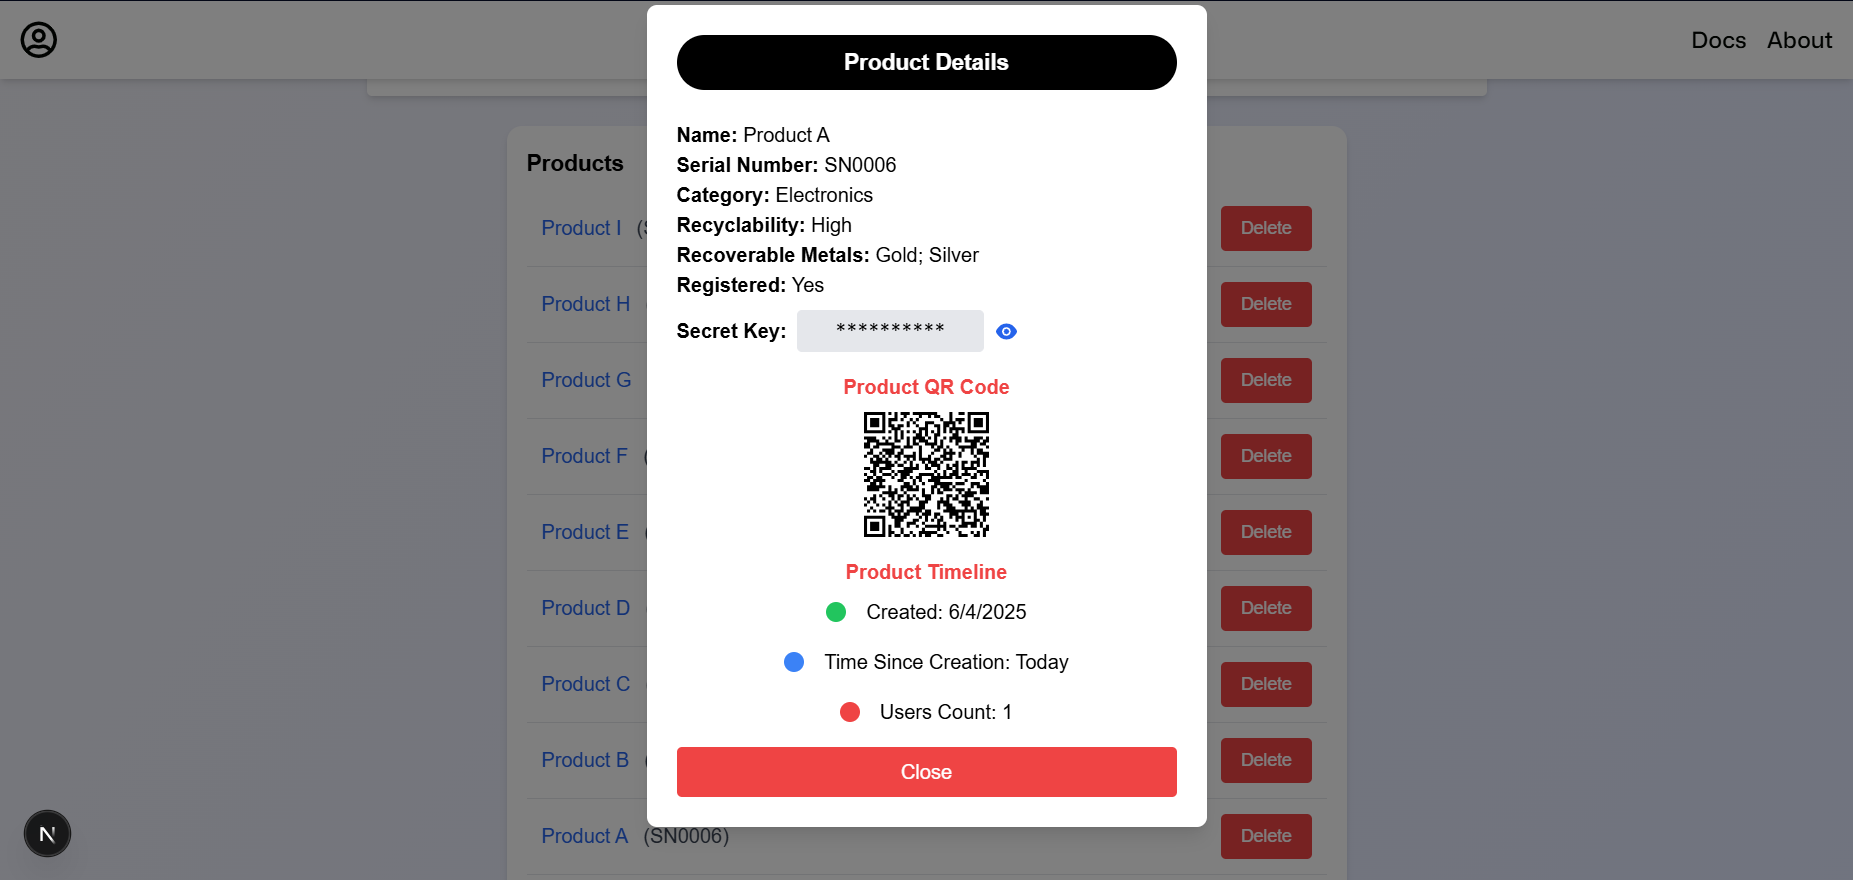 Docs About
Product Details
Name: Product A
Serial Number: SN0006
Category: Electronics
Recyclability: High
Recoverable Metals: Gold; Silver
Registered: Yes
Secret Key: **********
Product QR Code
Product Timeline
Created: 6/4/2025
Time Since Creation: Today
Users Count: 1
Close
Products
Product I Delete
Product H Delete
Product G Delete
Product F Delete
Product E Delete
Product D Delete
Product C Delete
Product B Delete
Product A (SN0006) Delete
N